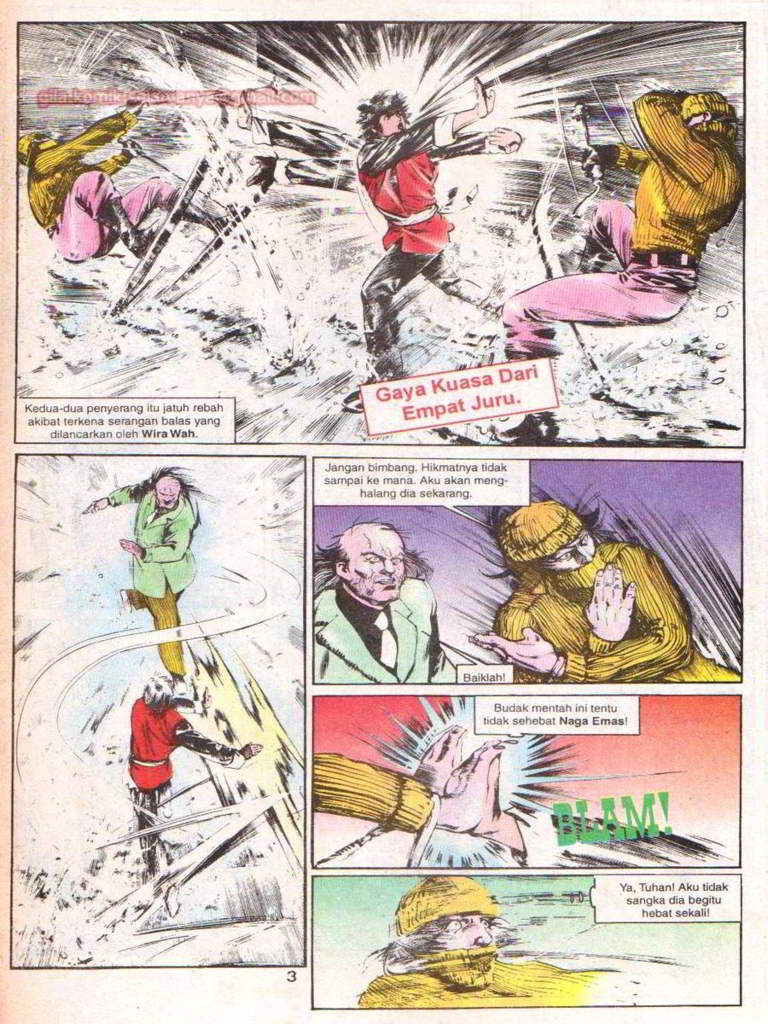 Gaya Kuasa Dari
Empat Juru.
Kedua-dua penyerang itu jatuh rebah
akibat terkena serangan balas yang
dilancarkan oleh Wira Wah.
Jangan bimbang. Hikmatnya tidak
sampai ke mana. Aku akan meng-
halang dia sekarang.
Baiklah!
Budak mentah ini tentu
tidak sehebat Naga Emas!
BLAM!
Ya, Tuhan! Aku tidak
sangka dia begitu
hebat sekali!
3